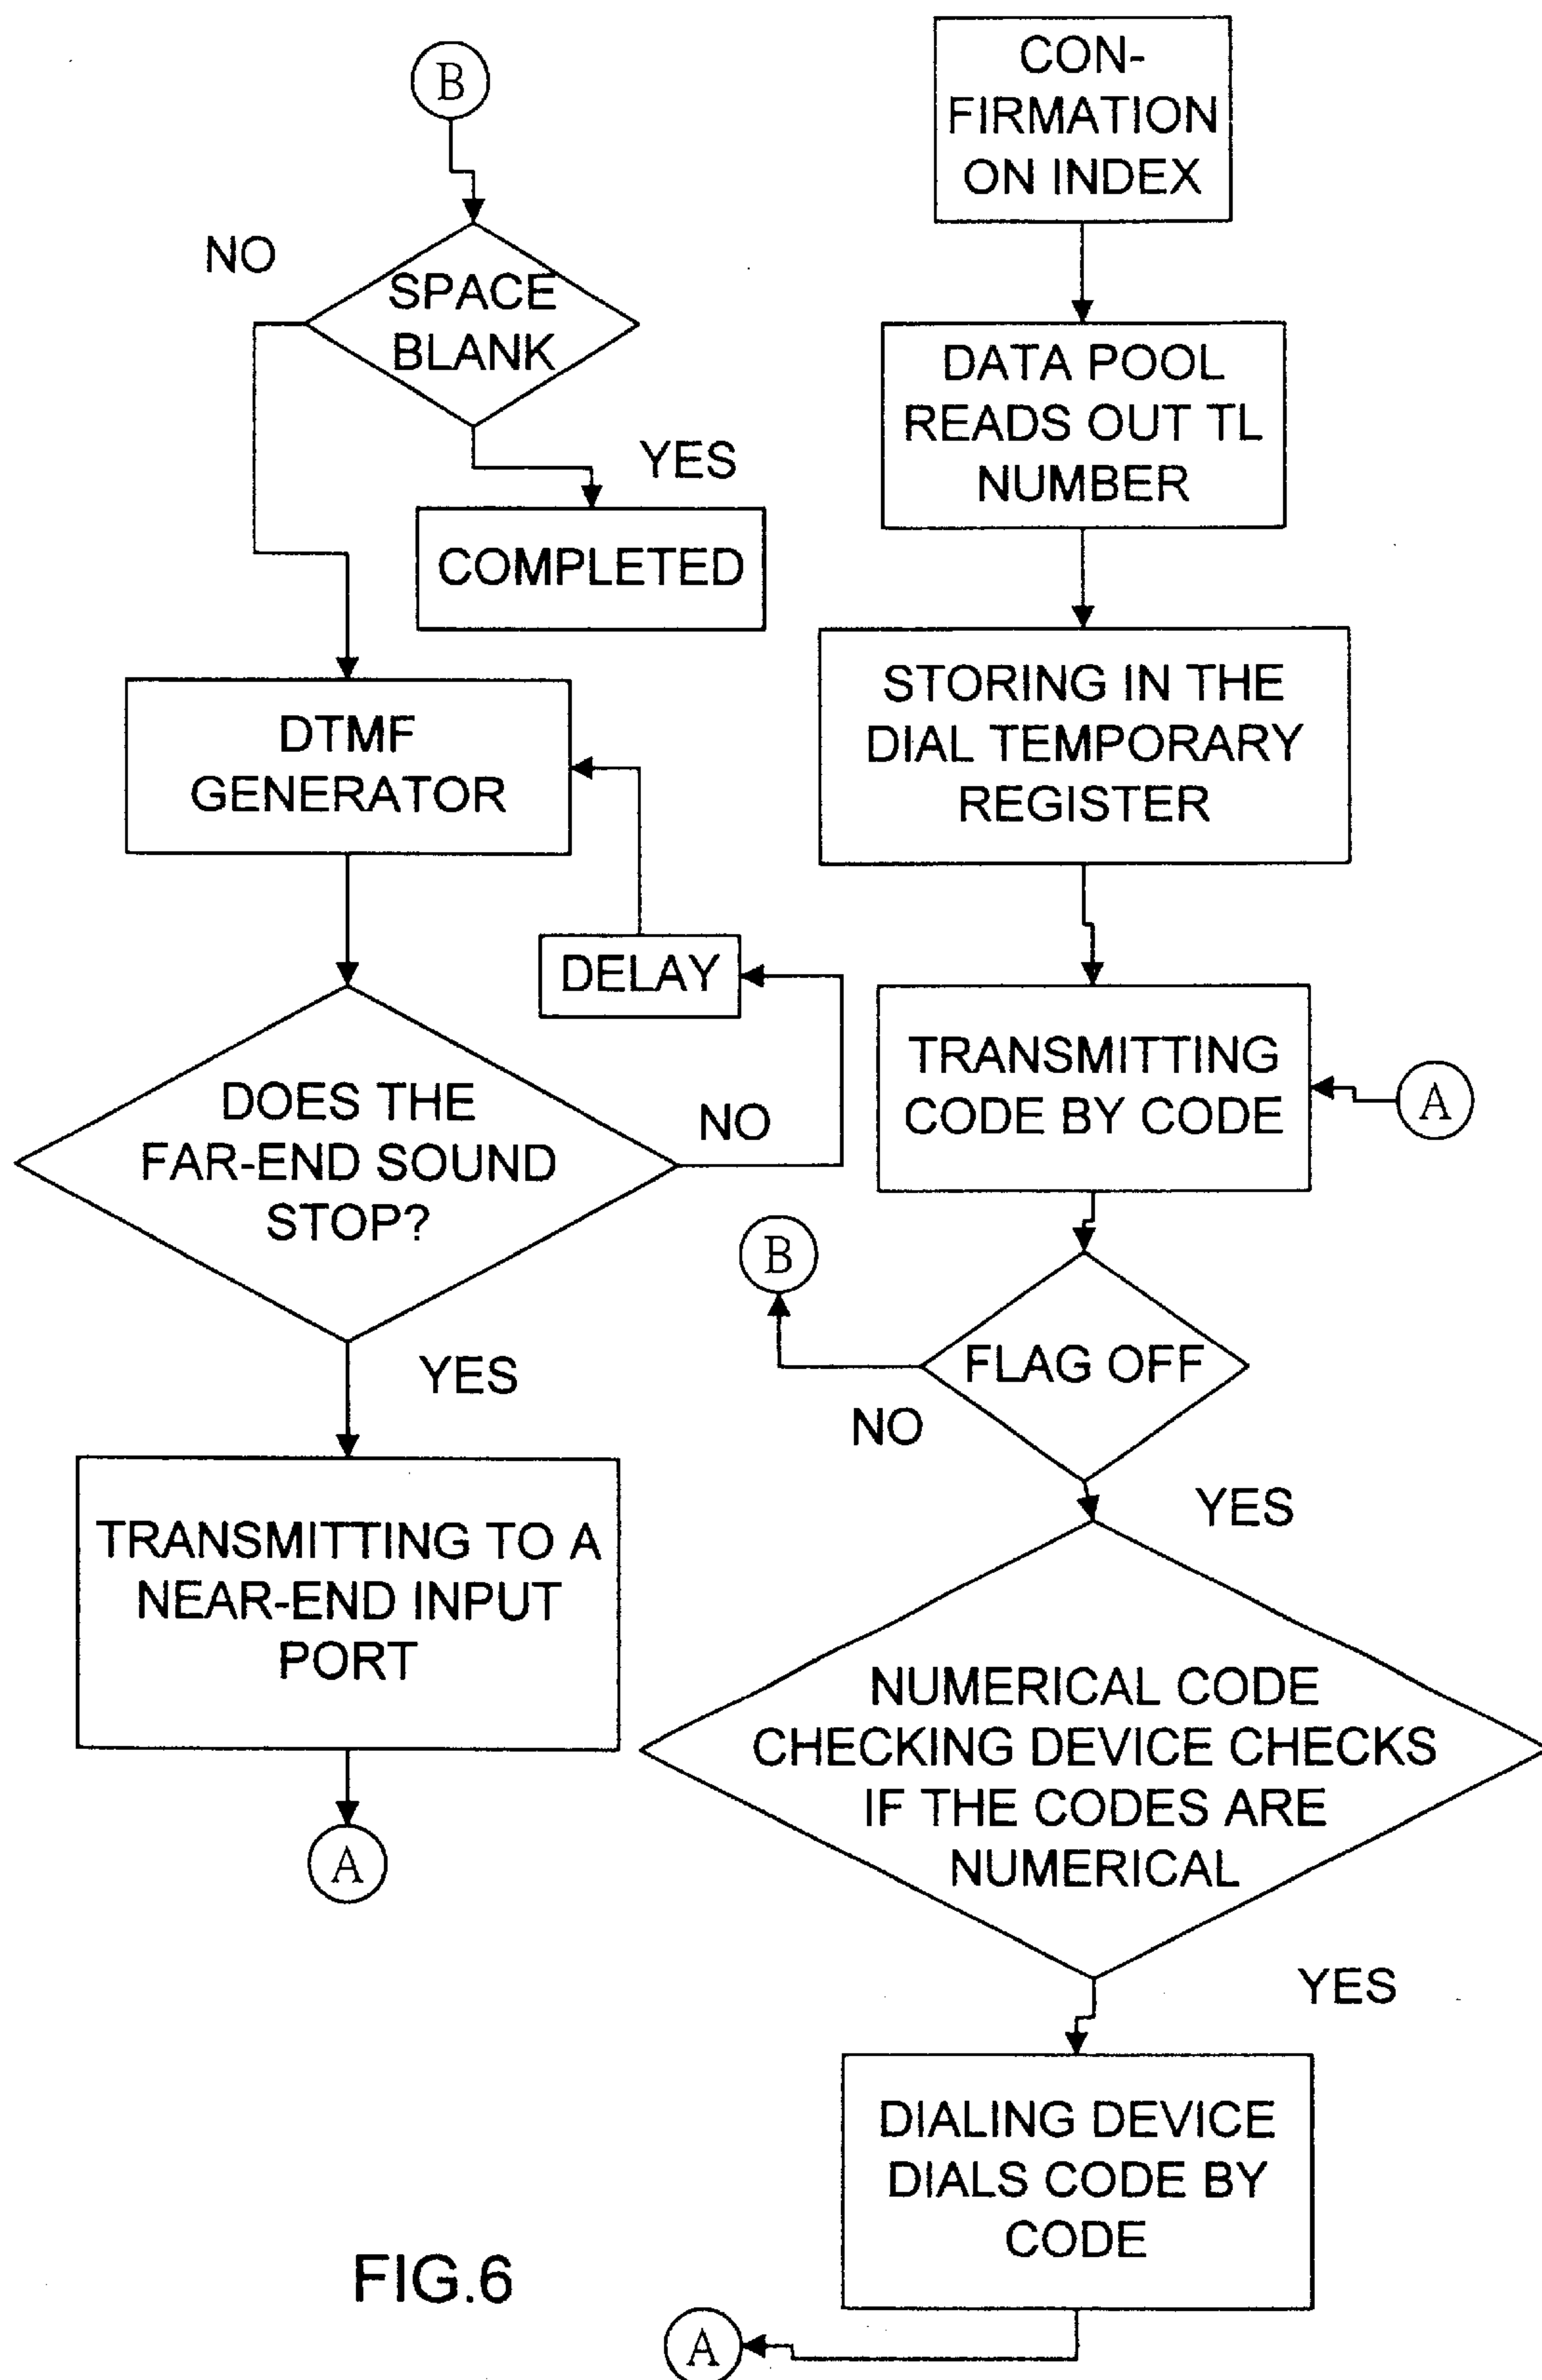 B
NO
SPACE
BLANK
YES
COMPLETED
DTMF
GENERATOR
DELAY
DOES THE
FAR-END SOUND
STOP?
NO
YES
TRANSMITTING TO A
NEAR-END INPUT
PORT
A
CON-
FIRMATION
ON INDEX
DATA POOL
READS OUT TL
NUMBER
STORING IN THE
DIAL TEMPORARY
REGISTER
TRANSMITTING
CODE BY CODE
A
B
FLAG OFF
NO
YES
NUMERICAL CODE
CHECKING DEVICE CHECKS
IF THE CODES ARE
NUMERICAL
YES
DIALING DEVICE
DIALS CODE BY
CODE
A
FIG.6